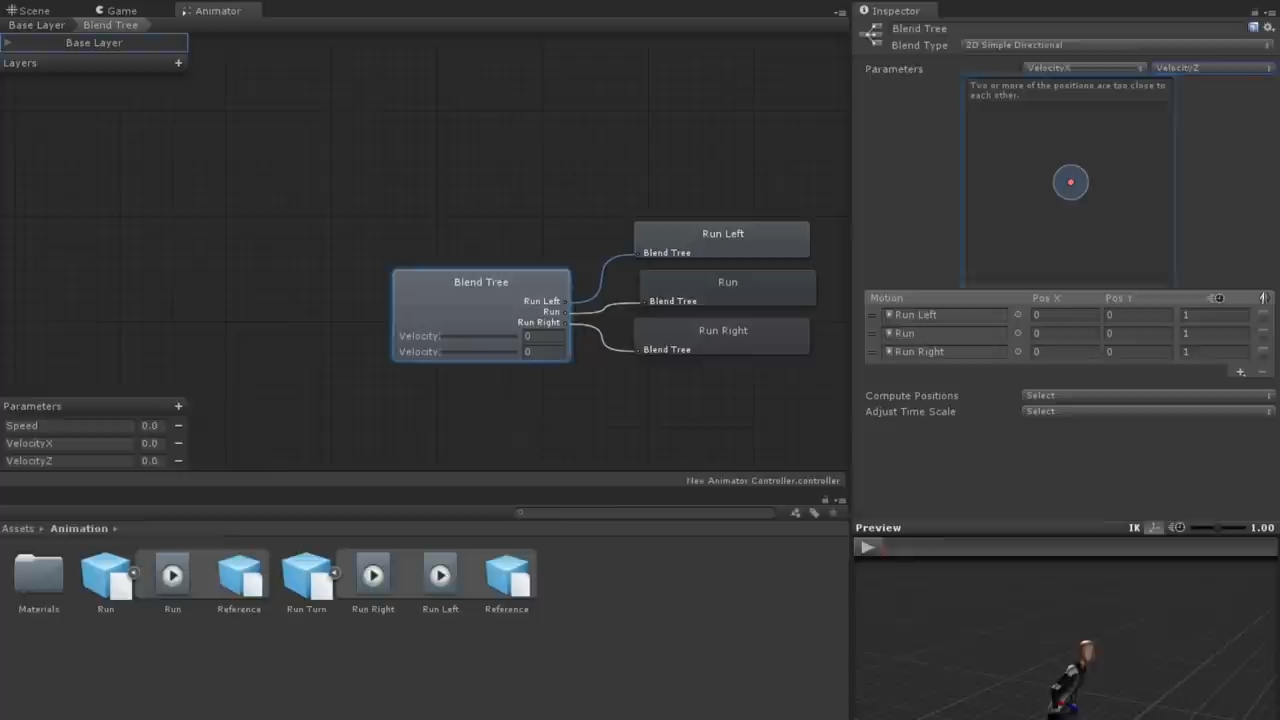 Scene
Game
Animator
Base Layer
Blend Tree
Base Layer
Layers
Run Left
Blend Tree
Run
Blend Tree
Run Right
Blend Tree
Blend Tree
Run Left
Run
Run Right
Velocity 0
Velocity 0
Parameters
Speed 0.0
VelocityX 0.0
VelocityZ 0.0
New Animator Controller.controller
Assets
Animation
Materials
Run
Run
Reference
Run Turn
Run Right
Run Left
Reference
Inspector
Blend Tree
Blend Type 2D Simple Directional
Parameters VelocityX VelocityZ
Two or more of the positions are too close to
each other.
Motion Pos X Pos Y
Run Left 0 0 1
Run 0 0 1
Run Right 0 0 1
Compute Positions Select
Adjust Time Scale Select
Preview IK 1.00